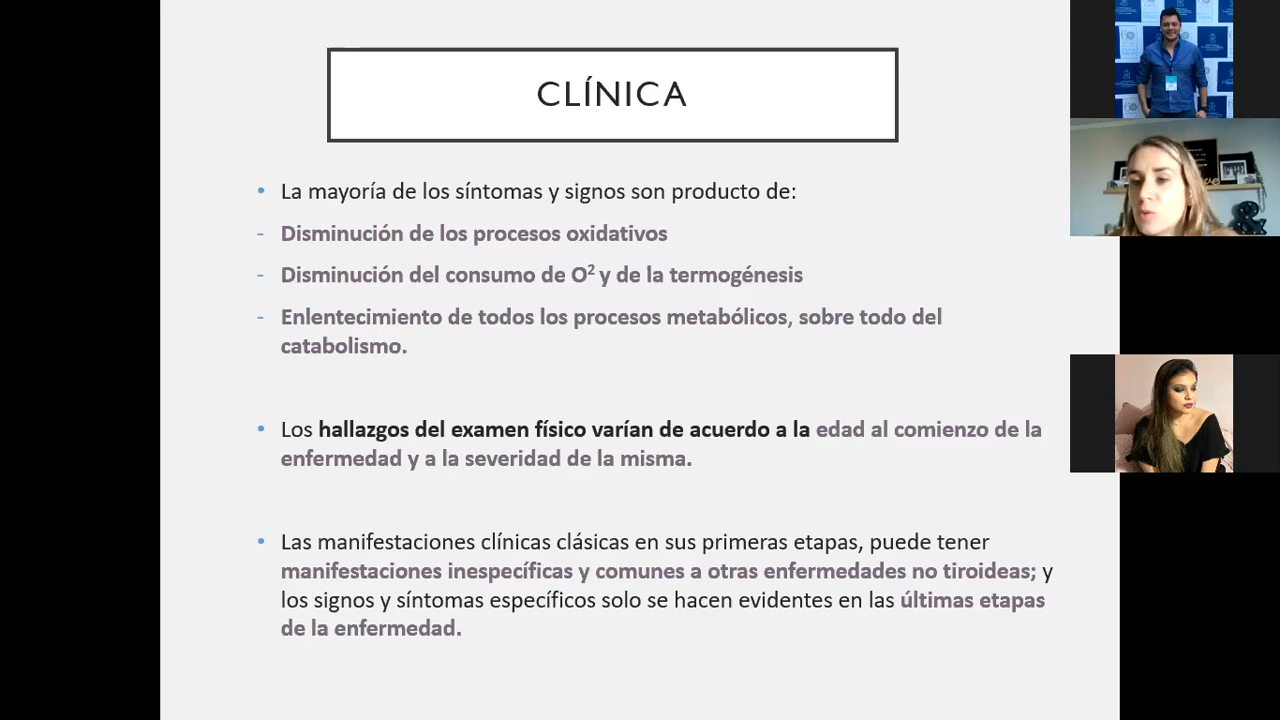 CLÍNICA
• La mayoría de los síntomas y signos son producto de:
- Disminución de los procesos oxidativos
- Disminución del consumo de O² y de la termogénesis
- Enlentecimiento de todos los procesos metabólicos, sobre todo del
catabolismo.
• Los hallazgos del examen físico varían de acuerdo a la edad al comienzo de la
enfermedad y a la severidad de la misma.
• Las manifestaciones clínicas clásicas en sus primeras etapas, puede tener
manifestaciones inespecíficas y comunes a otras enfermedades no tiroideas; y
los signos y síntomas específicos solo se hacen evidentes en las últimas etapas
de la enfermedad.